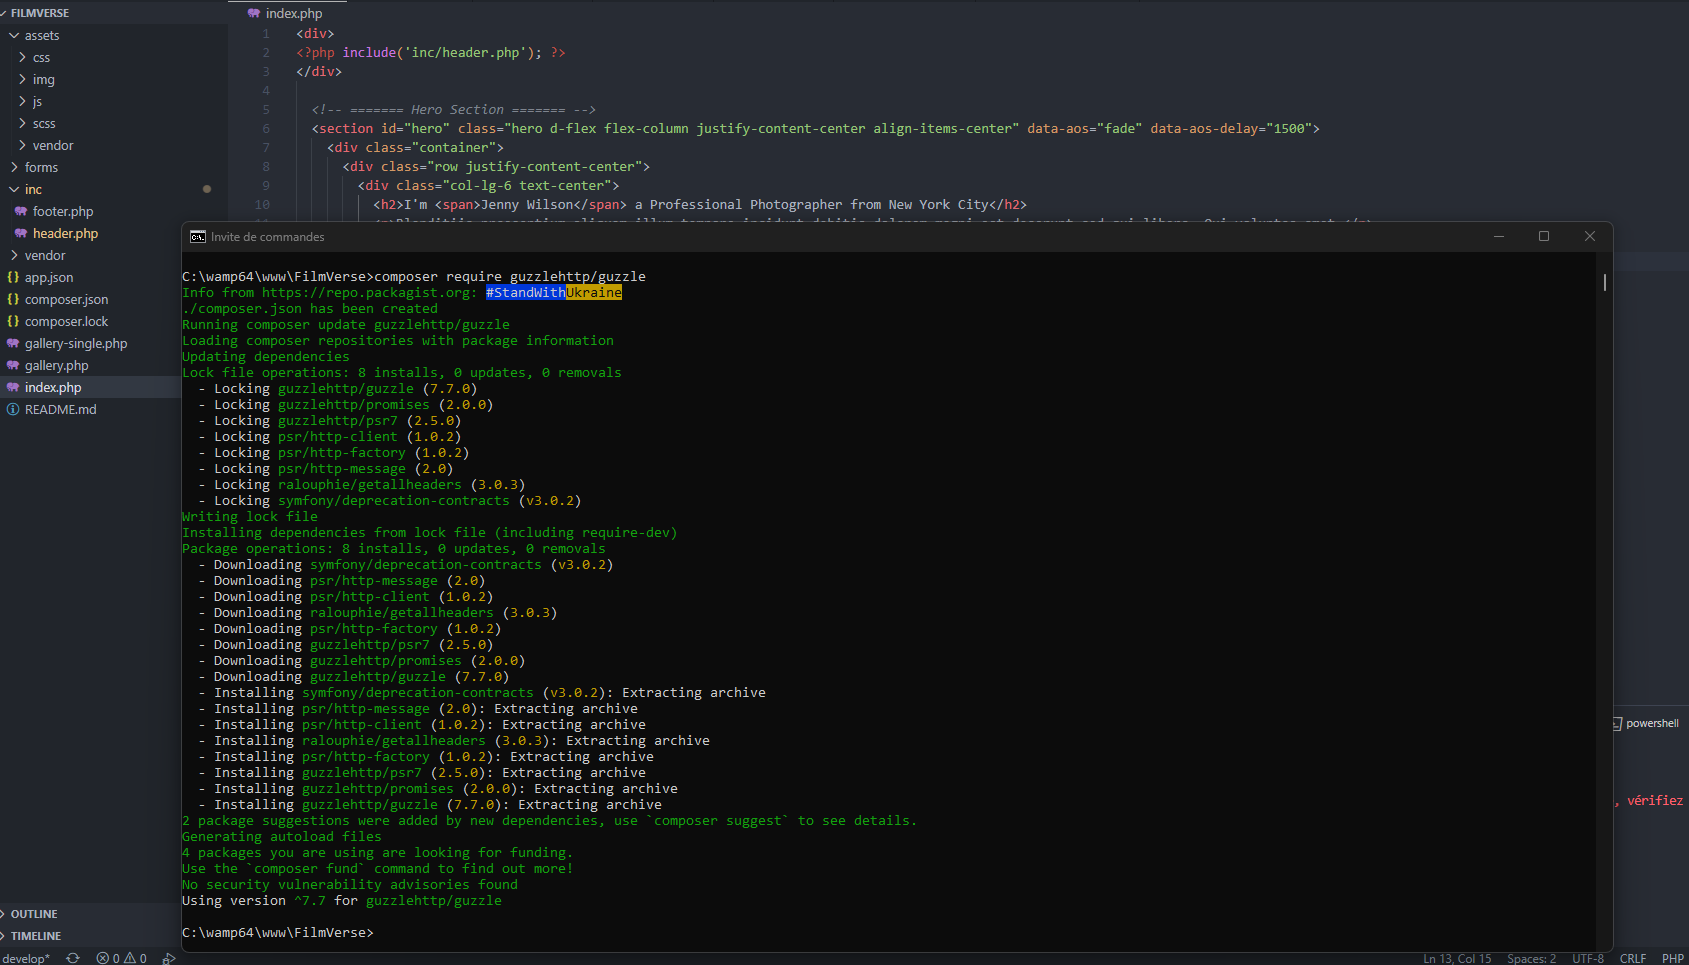 FILMVERSE
assets
css
img
js
scss
vendor
forms
inc
footer.php
header.php
vendor
app.json
composer.json
composer.lock
gallery-single.php
gallery.php
index.php
README.md
OUTLINE
TIMELINE
index.php
1 <div>
2 <?php include('inc/header.php'); ?>
3 </div>
4
5 <!-- ======= Hero Section ======= -->
6 <section id="hero" class="hero d-flex flex-column justify-content-center align-items-center" data-aos="fade" data-aos-delay="1500">
7 <div class="container">
8 <div class="row justify-content-center">
9 <div class="col-lg-6 text-center">
10 <h2>I'm <span>Jenny Wilson</span> a Professional Photographer from New York City</h2>
Invite de commandes
C:\wamp64\www\FilmVerse>composer require guzzlehttp/guzzle
Info from https://repo.packagist.org: #StandWithUkraine
./composer.json has been created
Running composer update guzzlehttp/guzzle
Loading composer repositories with package information
Updating dependencies
Lock file operations: 8 installs, 0 updates, 0 removals
- Locking guzzlehttp/guzzle (7.7.0)
- Locking guzzlehttp/promises (2.0.0)
- Locking guzzlehttp/psr7 (2.5.0)
- Locking psr/http-client (1.0.2)
- Locking psr/http-factory (1.0.2)
- Locking psr/http-message (2.0)
- Locking ralouphie/getallheaders (3.0.3)
- Locking symfony/deprecation-contracts (v3.0.2)
Writing lock file
Installing dependencies from lock file (including require-dev)
Package operations: 8 installs, 0 updates, 0 removals
- Downloading symfony/deprecation-contracts (v3.0.2)
- Downloading psr/http-message (2.0)
- Downloading psr/http-client (1.0.2)
- Downloading ralouphie/getallheaders (3.0.3)
- Downloading psr/http-factory (1.0.2)
- Downloading guzzlehttp/psr7 (2.5.0)
- Downloading guzzlehttp/promises (2.0.0)
- Downloading guzzlehttp/guzzle (7.7.0)
- Installing symfony/deprecation-contracts (v3.0.2): Extracting archive
- Installing psr/http-message (2.0): Extracting archive
- Installing psr/http-client (1.0.2): Extracting archive
- Installing ralouphie/getallheaders (3.0.3): Extracting archive
- Installing psr/http-factory (1.0.2): Extracting archive
- Installing guzzlehttp/psr7 (2.5.0): Extracting archive
- Installing guzzlehttp/promises (2.0.0): Extracting archive
- Installing guzzlehttp/guzzle (7.7.0): Extracting archive
2 package suggestions were added by new dependencies, use `composer suggest` to see details.
Generating autoload files
4 packages you are using are looking for funding.
Use the `composer fund` command to find out more!
No security vulnerability advisories found
Using version ^7.7 for guzzlehttp/guzzle
C:\wamp64\www\FilmVerse>
powershell
, vérifiez
develop* 0 0 Ln 13, Col 15 Spaces: 2 UTF-8 CRLF PHP